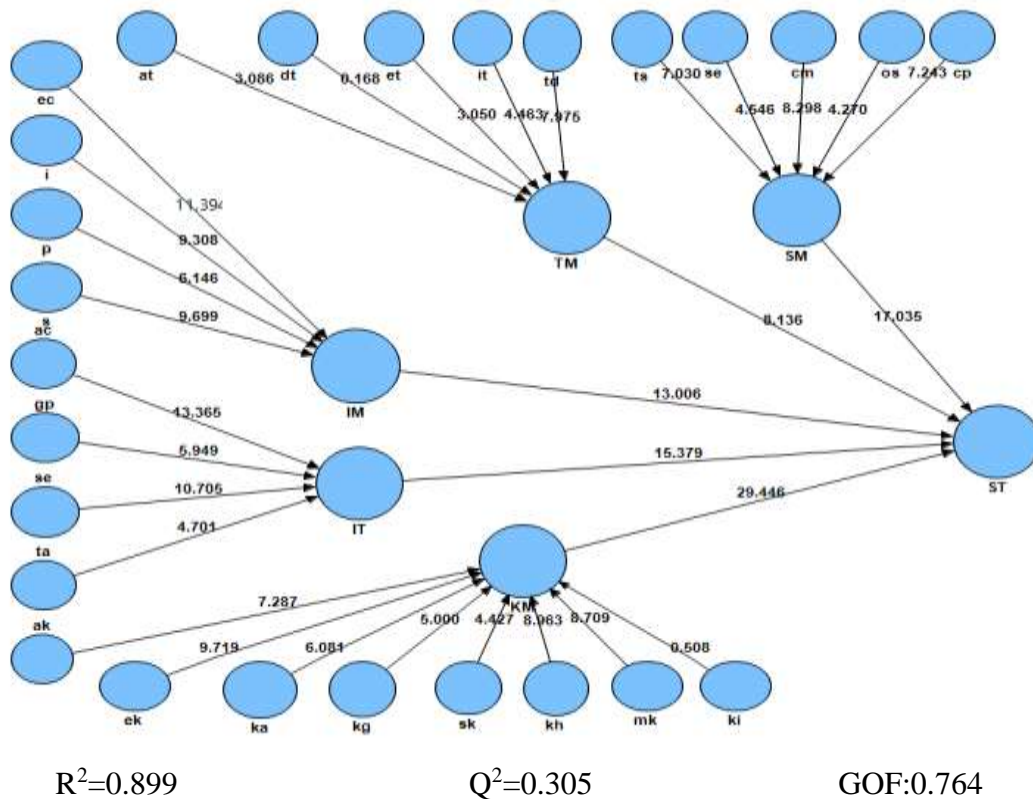 at
dt
et
it
td
ts
se
cm
os
cp
ec
3.086
0.168
3.050
4.463
7.975
7.030
4.646
8.298
4.270
7.243
i
11.394
p
9.308
TM
SM
6.146
s
9.699
ac
8.136
17.035
gp
IM
13.006
13.365
se
5.949
15.379
10.705
IT
ST
ta
4.701
29.446
ak
7.287
KM
5.000
4.427
8.963
8.709
9.719
6.081
0.508
ek
ka
kg
sk
kh
mk
ki
R²=0.899
Q²=0.305
GOF:0.764